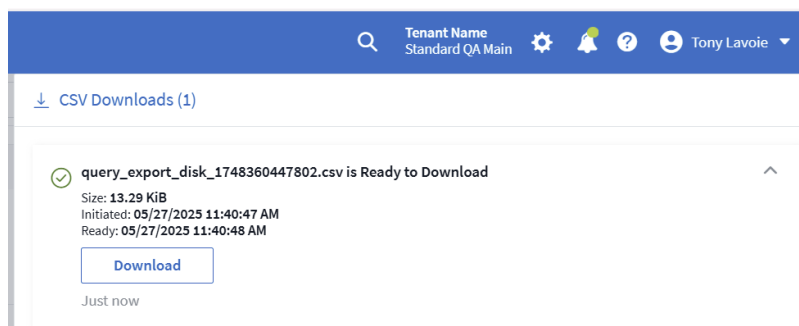 Tenant Name
Standard QA Main
Tony Lavoie
CSV Downloads (1)
query_export_disk_1748360447802.csv is Ready to Download
Size: 13.29 KiB
Initiated: 05/27/2025 11:40:47 AM
Ready: 05/27/2025 11:40:48 AM
Download
Just now